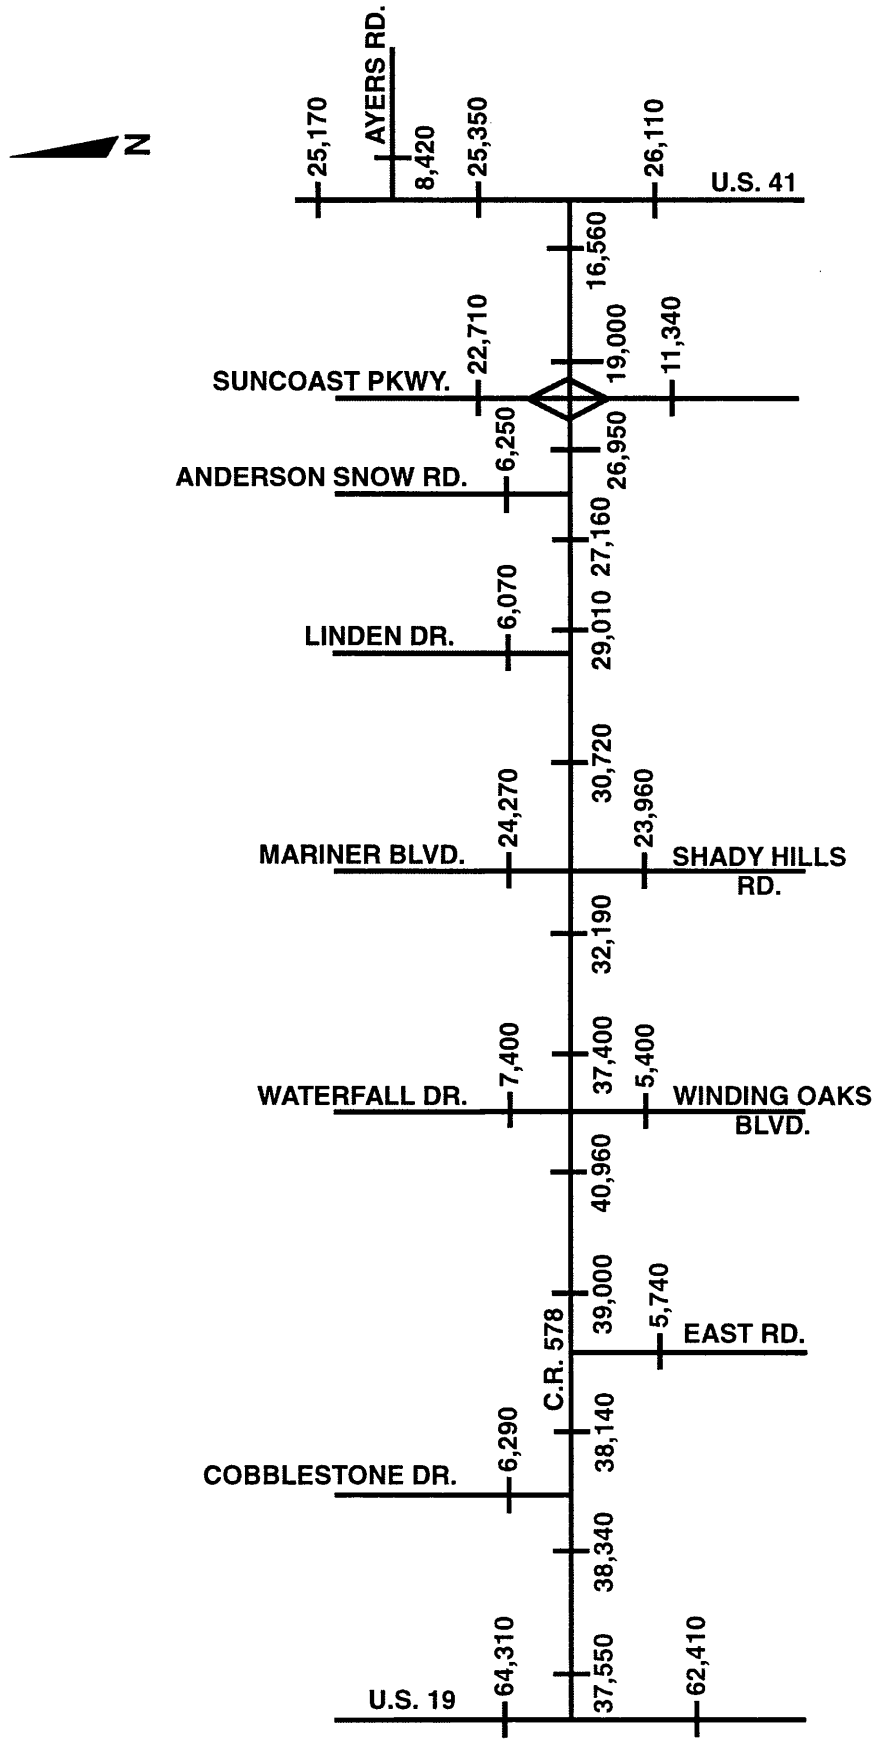 AYERS RD.
N
25,170
8,420
25,350
26,110
U.S. 41
16,560
22,710
19,000
11,340
SUNCOAST PKWY.
6,250
26,950
ANDERSON SNOW RD.
27,160
6,070
29,010
LINDEN DR.
30,720
24,270
23,960
MARINER BLVD.
SHADY HILLS
RD.
32,190
7,400
37,400
5,400
WATERFALL DR.
WINDING OAKS
BLVD.
40,960
39,000
5,740
C.R. 578
EAST RD.
38,140
6,290
COBBLESTONE DR.
38,340
64,310
37,550
62,410
U.S. 19